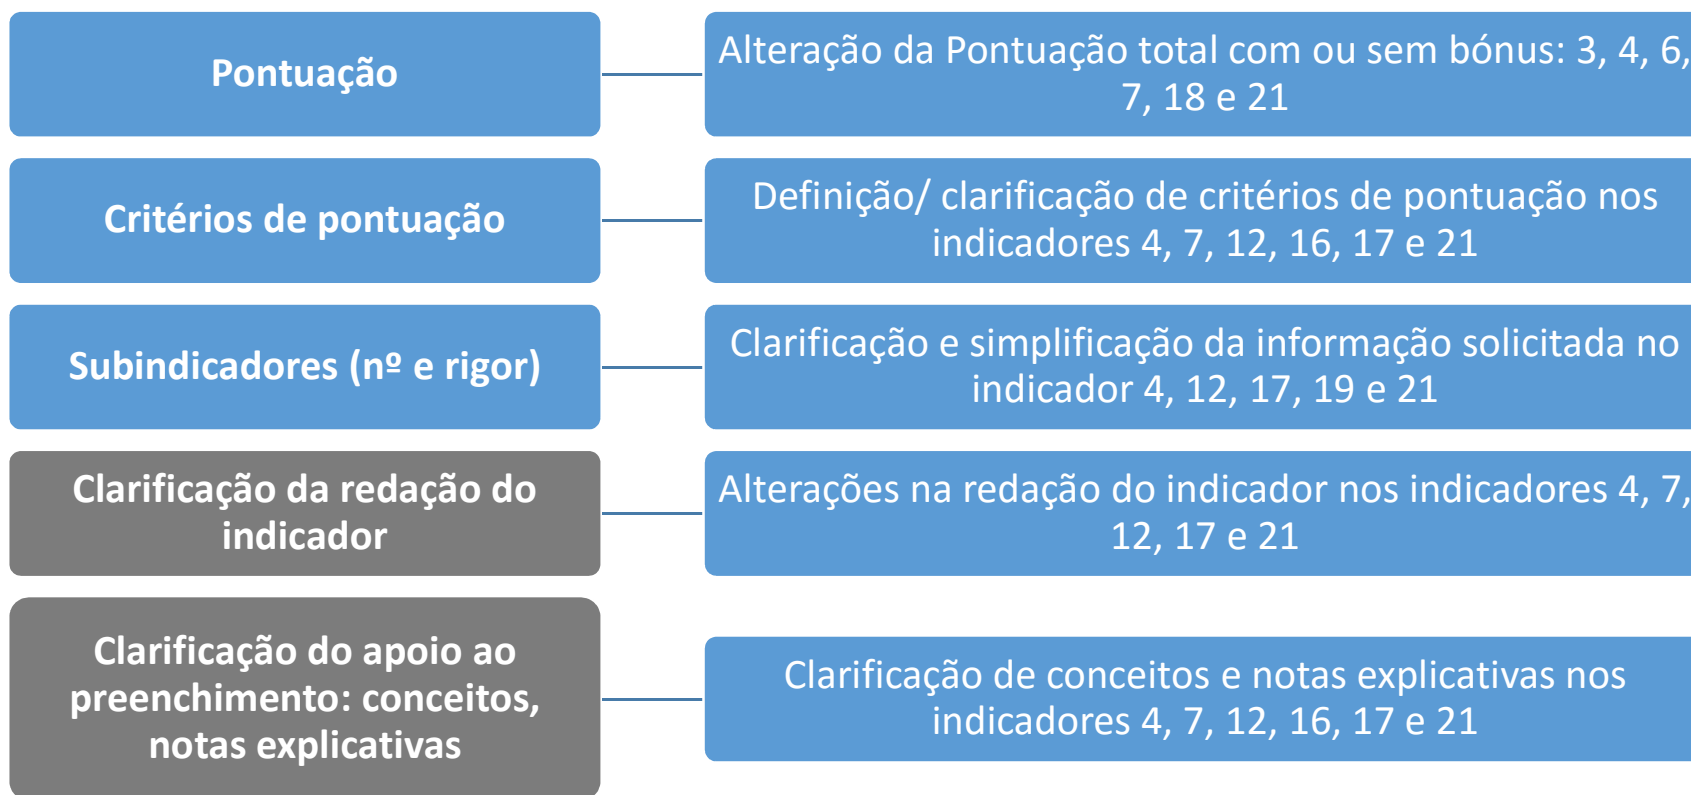 Pontuação
Alteração da Pontuação total com ou sem bónus: 3, 4, 6,
7, 18 e 21
Critérios de pontuação
Definição/ clarificação de critérios de pontuação nos
indicadores 4, 7, 12, 16, 17 e 21
Subindicadores (nº e rigor)
Clarificação e simplificação da informação solicitada no
indicador 4, 12, 17, 19 e 21
Clarificação da redação do
indicador
Alterações na redação do indicador nos indicadores 4, 7,
12, 17 e 21
Clarificação do apoio ao
preenchimento: conceitos,
notas explicativas
Clarificação de conceitos e notas explicativas nos
indicadores 4, 7, 12, 16, 17 e 21